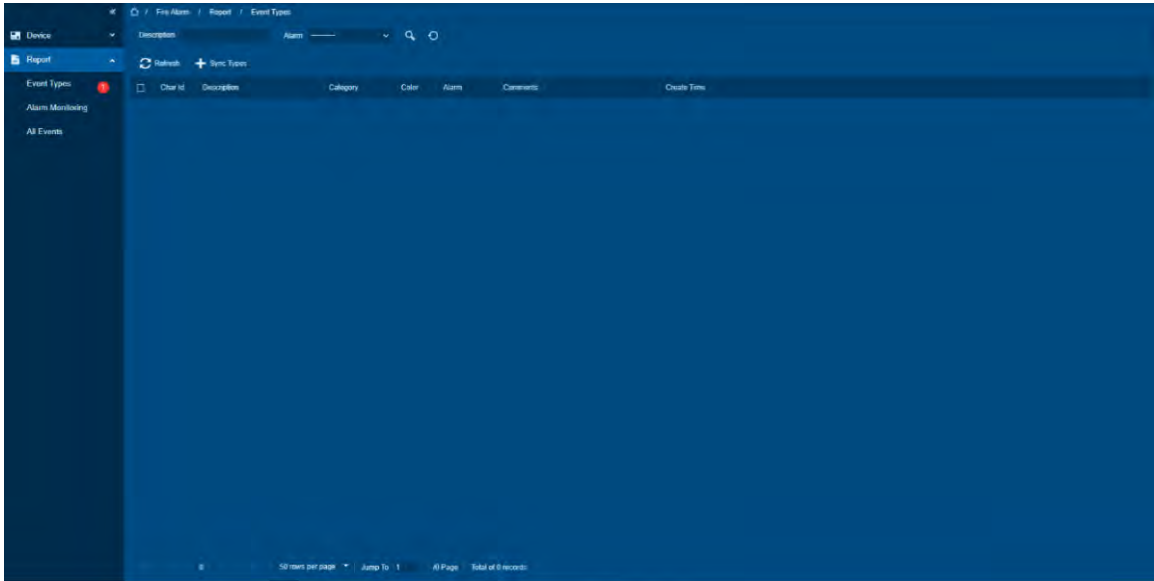 / Fire Alarm / Report / Event Types
Device
Description Alarm --------
Report
Refresh Sync Types
Event Types 1
Char Id Description Category Color Alarm Comments Create Time
Alarm Monitoring
All Events
0 50 rows per page Jump To 1 /0 Page Total of 0 records